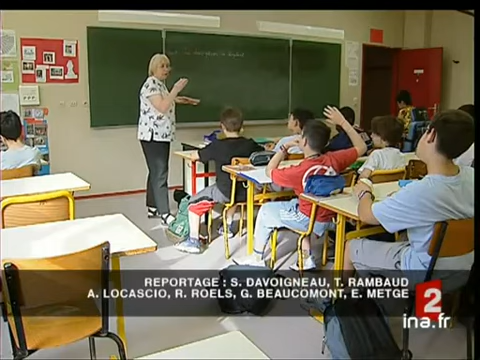 REPORTAGE : S. DAVOIGNEAU, T. RAMBAUD
A. LOCASCIO, R. ROELS, G. BEAUCOMONT, E. METGE
2
ina.fr